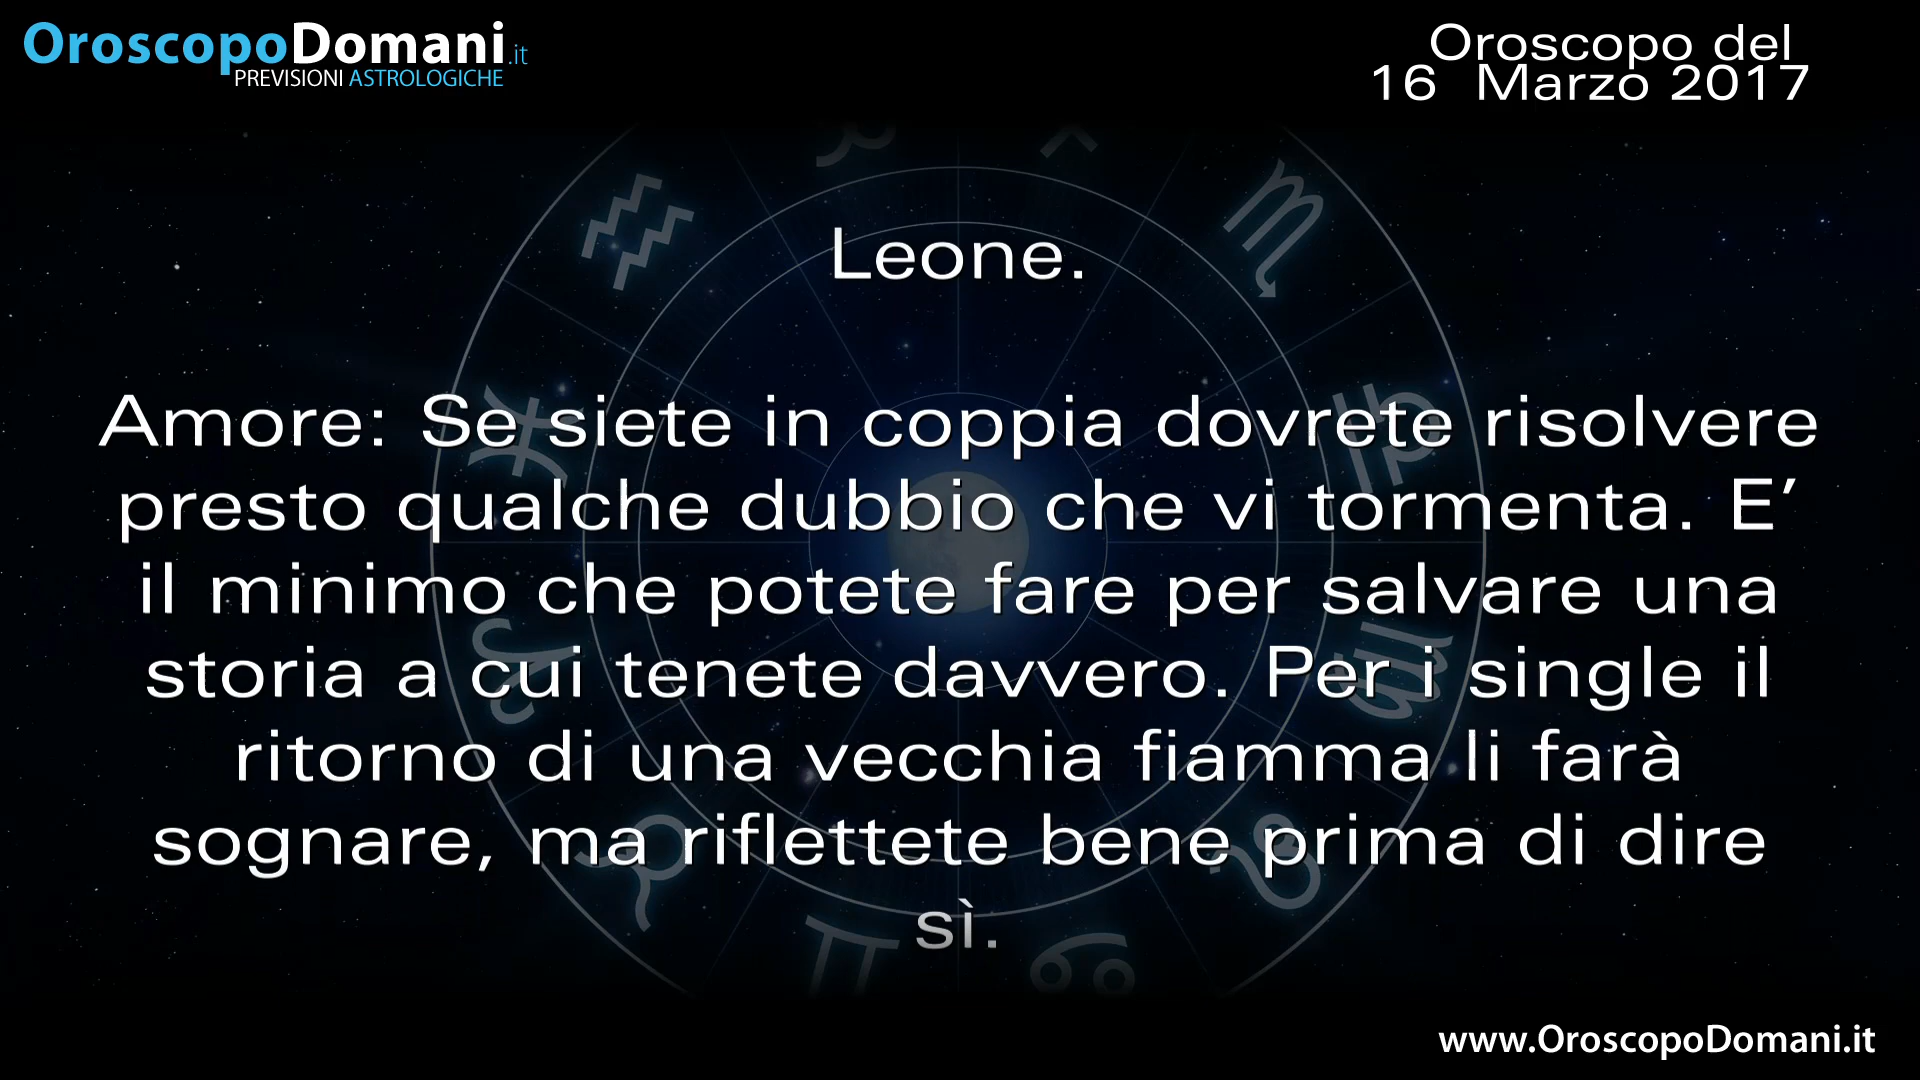 OroscopoDomani.it
PREVISIONI ASTROLOGICHE
Oroscopo del
16 Marzo 2017
Leone.
Amore: Se siete in coppia dovrete risolvere
presto qualche dubbio che vi tormenta. E’
il minimo che potete fare per salvare una
storia a cui tenete davvero. Per i single il
ritorno di una vecchia fiamma li farà
sognare, ma riflettete bene prima di dire
sì.
www.OroscopoDomani.it